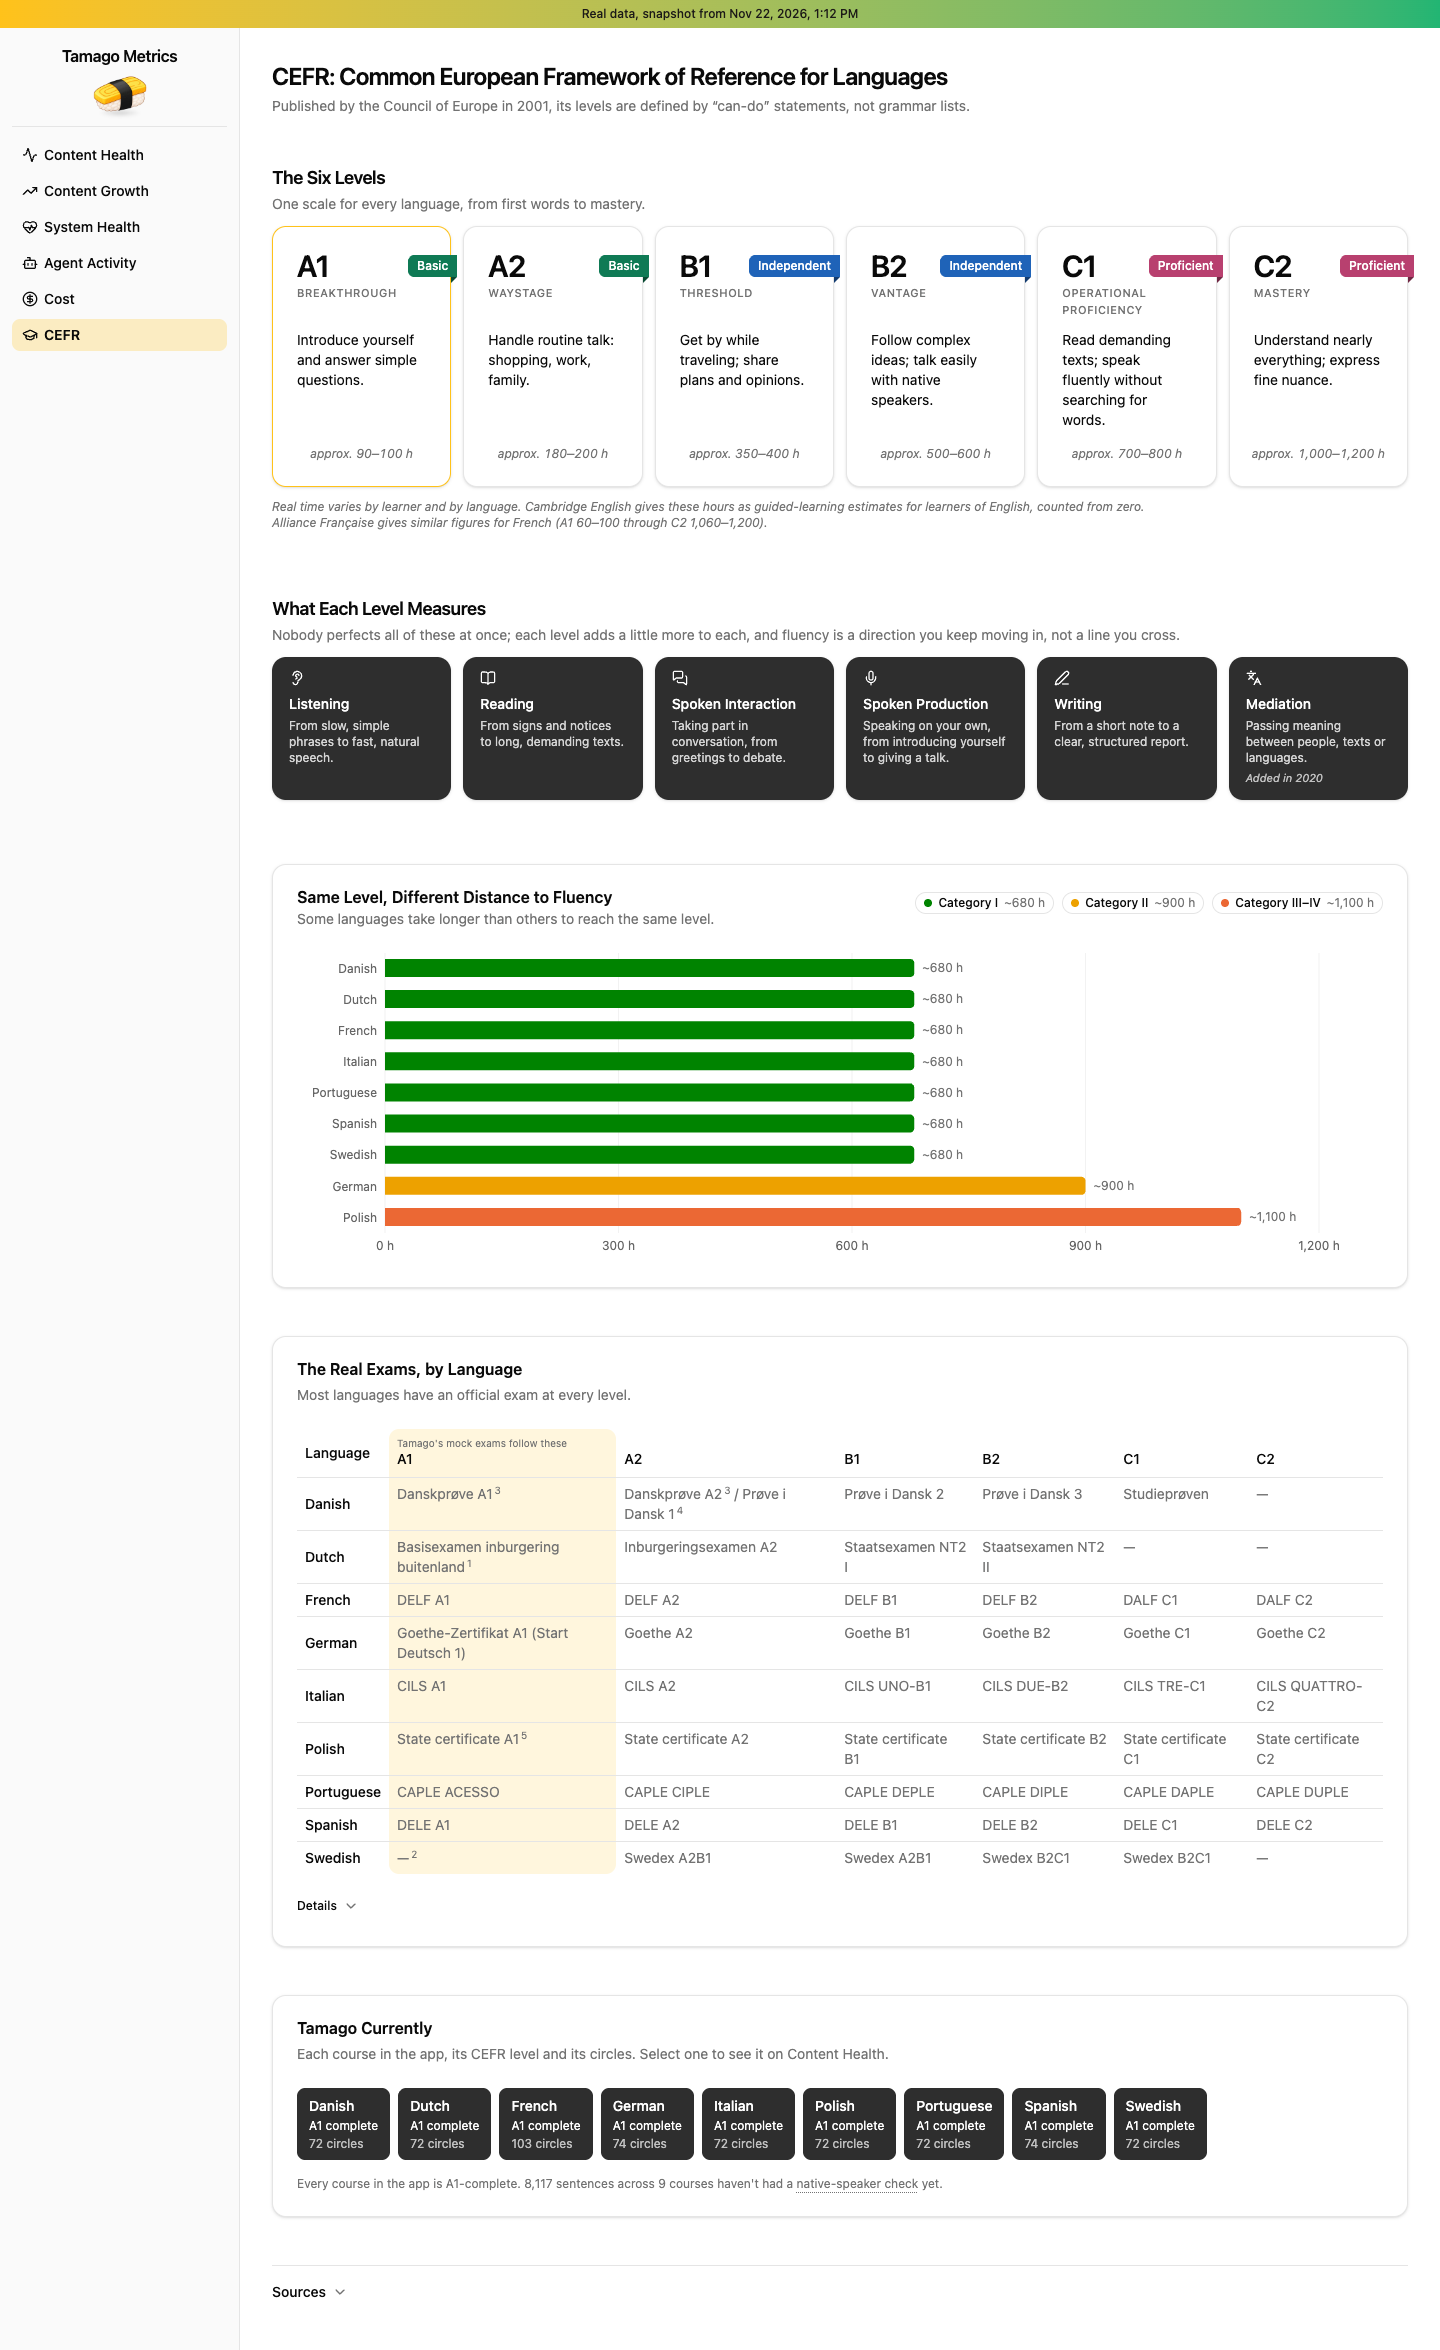 Real data, snapshot from Nov 22, 2026, 1:12 PM
Tamago Metrics
Content Health
Content Growth
System Health
Agent Activity
Cost
CEFR
CEFR: Common European Framework of Reference for Languages
Published by the Council of Europe in 2001, its levels are defined by “can-do” statements, not grammar lists.
The Six Levels
One scale for every language, from first words to mastery.
A1
Basic
BREAKTHROUGH
Introduce yourself
and answer simple
questions.
approx. 90–100 h
A2
Basic
WAYSTAGE
Handle routine talk:
shopping, work,
family.
approx. 180–200 h
B1
Independent
THRESHOLD
Get by while
traveling; share
plans and opinions.
approx. 350–400 h
B2
Independent
VANTAGE
Follow complex
ideas; talk easily
with native
speakers.
approx. 500–600 h
C1
Proficient
OPERATIONAL
PROFICIENCY
Read demanding
texts; speak
fluently without
searching for
words.
approx. 700–800 h
C2
Proficient
MASTERY
Understand nearly
everything; express
fine nuance.
approx. 1,000–1,200 h
Real time varies by learner and by language. Cambridge English gives these hours as guided-learning estimates for learners of English, counted from zero.
Alliance Française gives similar figures for French (A1 60–100 through C2 1,060–1,200).
What Each Level Measures
Nobody perfects all of these at once; each level adds a little more to each, and fluency is a direction you keep moving in, not a line you cross.
Listening
From slow, simple
phrases to fast, natural
speech.
Reading
From signs and notices
to long, demanding texts.
Spoken Interaction
Taking part in
conversation, from
greetings to debate.
Spoken Production
Speaking on your own,
from introducing yourself
to giving a talk.
Writing
From a short note to a
clear, structured report.
Mediation
Passing meaning
between people, texts or
languages.
Added in 2020
Same Level, Different Distance to Fluency
Some languages take longer than others to reach the same level.
Category I ~680 h
Category II ~900 h
Category III–IV ~1,100 h
Danish ~680 h
Dutch ~680 h
French ~680 h
Italian ~680 h
Portuguese ~680 h
Spanish ~680 h
Swedish ~680 h
German ~900 h
Polish ~1,100 h
0 h 300 h 600 h 900 h 1,200 h
The Real Exams, by Language
Most languages have an official exam at every level.
Tamago's mock exams follow these
Language A1 A2 B1 B2 C1 C2
Danish Danskprøve A1 3 Danskprøve A2 3 / Prøve i Dansk 1 4 Prøve i Dansk 2 Prøve i Dansk 3 Studieprøven —
Dutch Basisexamen inburgering buitenland 1 Inburgeringsexamen A2 Staatsexamen NT2 I Staatsexamen NT2 II — —
French DELF A1 DELF A2 DELF B1 DELF B2 DALF C1 DALF C2
German Goethe-Zertifikat A1 (Start Deutsch 1) Goethe A2 Goethe B1 Goethe B2 Goethe C1 Goethe C2
Italian CILS A1 CILS A2 CILS UNO-B1 CILS DUE-B2 CILS TRE-C1 CILS QUATTRO-C2
Polish State certificate A1 5 State certificate A2 State certificate B1 State certificate B2 State certificate C1 State certificate C2
Portuguese CAPLE ACESSO CAPLE CIPLE CAPLE DEPLE CAPLE DIPLE CAPLE DAPLE CAPLE DUPLE
Spanish DELE A1 DELE A2 DELE B1 DELE B2 DELE C1 DELE C2
Swedish — 2 Swedex A2B1 Swedex A2B1 Swedex B2C1 Swedex B2C1 —
Details
Tamago Currently
Each course in the app, its CEFR level and its circles. Select one to see it on Content Health.
Danish
A1 complete
72 circles
Dutch
A1 complete
72 circles
French
A1 complete
103 circles
German
A1 complete
74 circles
Italian
A1 complete
72 circles
Polish
A1 complete
72 circles
Portuguese
A1 complete
72 circles
Spanish
A1 complete
74 circles
Swedish
A1 complete
72 circles
Every course in the app is A1-complete. 8,117 sentences across 9 courses haven't had a native-speaker check yet.
Sources